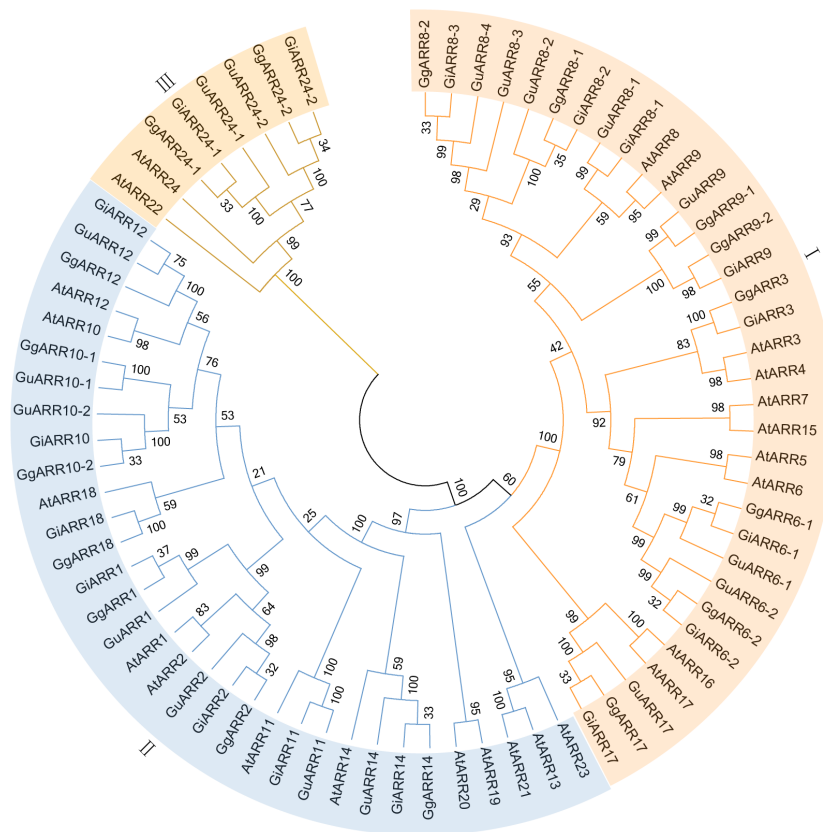 GgARR8-2
GiARR8-3
GuARR8-4
GuARR8-3
GuARR8-2
GgARR8-1
GiARR8-2
GuARR8-1
GiARR8-1
AtARR8
AtARR9
GuARR9
GgARR9-1
GgARR9-2
GiARR9
GgARR3
GiARR3
AtARR3
AtARR4
AtARR7
AtARR15
AtARR5
AtARR6
GgARR6-1
GiARR6-1
GuARR6-1
GuARR6-2
GgARR6-2
GiARR6-2
AtARR16
AtARR17
GuARR17
GgARR17
GiARR17
AtARR23
AtARR13
AtARR21
AtARR19
AtARR20
GgARR14
GiARR14
GuARR14
AtARR14
GuARR11
GiARR11
AtARR11
GgARR2
GiARR2
GuARR2
AtARR2
AtARR1
GuARR1
GgARR1
GiARR1
GgARR18
GiARR18
AtARR18
GgARR10-2
GiARR10
GuARR10-2
GuARR10-1
GgARR10-1
AtARR10
AtARR12
GgARR12
GuARR12
GiARR12
AtARR22
AtARR24
GgARR24-1
GiARR24-1
GuARR24-1
GuARR24-2
GgARR24-2
GiARR24-2
I
II
III
33
99
98
29
100
35
99
59
95
93
99
100
98
55
42
100
83
98
92
98
79
98
61
99
32
99
99
32
100
60
99
100
100
33
100
95
100
97
95
100
59
100
33
25
100
100
21
99
64
98
32
83
37
99
53
59
100
76
53
100
100
33
56
98
100
75
100
99
77
100
33
100
34